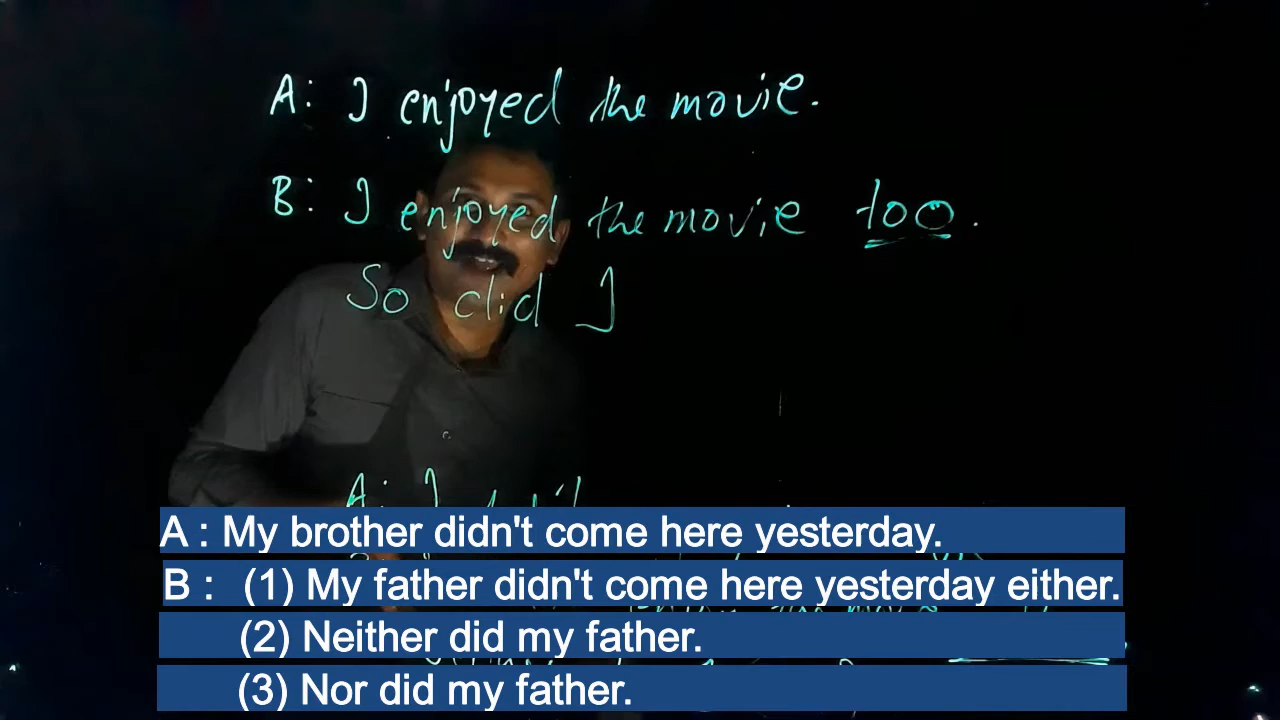 A: I enjoyed the movie.
B: I enjoyed the movie too.
So did I
A: I
A : My brother didn't come here yesterday.
B : (1) My father didn't come here yesterday either.
(2) Neither did my father.
(3) Nor did my father.